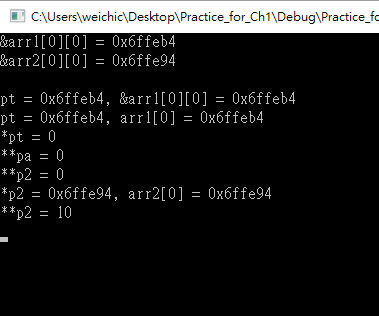 C:\Users\weichic\Desktop\Practice_for_Ch1\Debug\Practice_fo
&arr1[0][0] = 0x6ffeb4
&arr2[0][0] = 0x6ffe94
pt = 0x6ffeb4, &arr1[0][0] = 0x6ffeb4
pt = 0x6ffeb4, arr1[0] = 0x6ffeb4
*pt = 0
**pa = 0
**p2 = 0
*p2 = 0x6ffe94, arr2[0] = 0x6ffe94
**p2 = 10